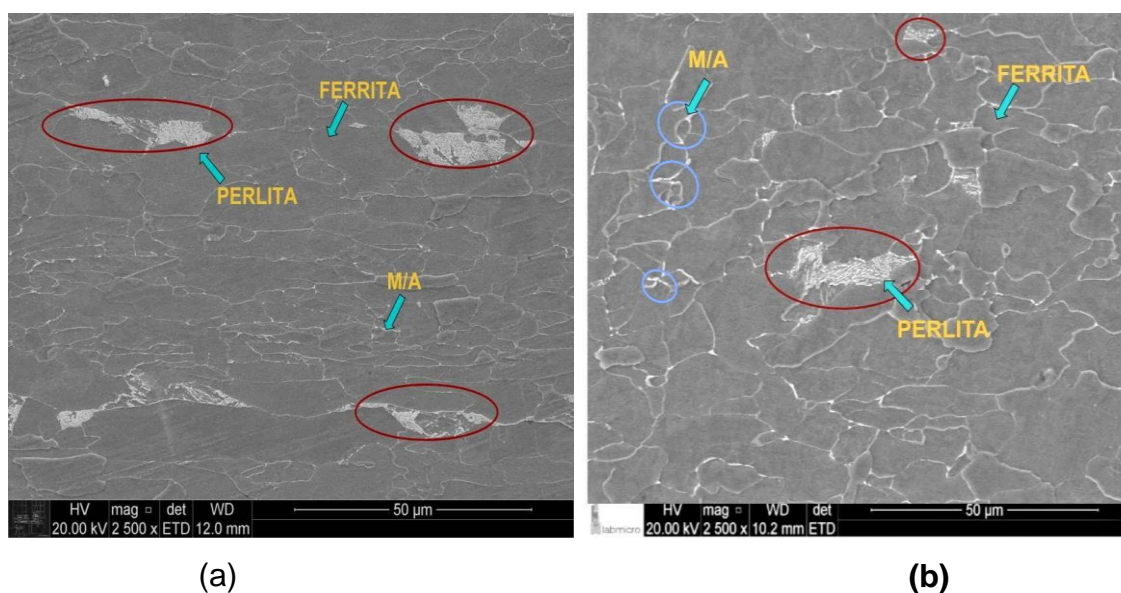 FERRITA
PERLITA
M/A
HV mag □ det WD
20.00 kV 2 500 x ETD 12.0 mm
50 µm
(a)
M/A
FERRITA
PERLITA
labmicro
HV mag □ WD det
20.00 kV 2 500 x 10.2 mm ETD
50 µm
(b)